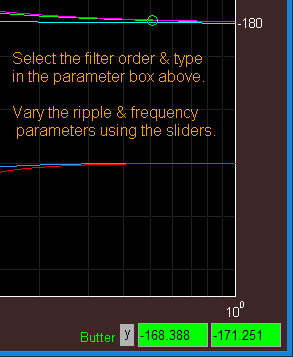 -180
Select the filter order & type
in the parameter box above.
Vary the ripple & frequency
parameters using the sliders.
10^0
Butter y -168.388 -171.251